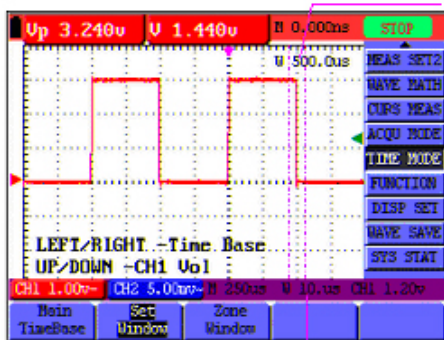 Vp 3.240v V 1.440v M 0.000ns STOP
W 500.0us
MEAS SET2
WAVE MATH
CURS MEAS
ACQU MODE
TIME MODE
FUNCTION
DISP SET
WAVE SAVE
SYS STAT
LEFT/RIGHT -Time Base
UP/DOWN -CH1 Vol
CH1 1.00v~ CH2 5.00mv~ M 250us W 10.us CH1 1.20v
Main TimeBase
Set Window
Zone Window